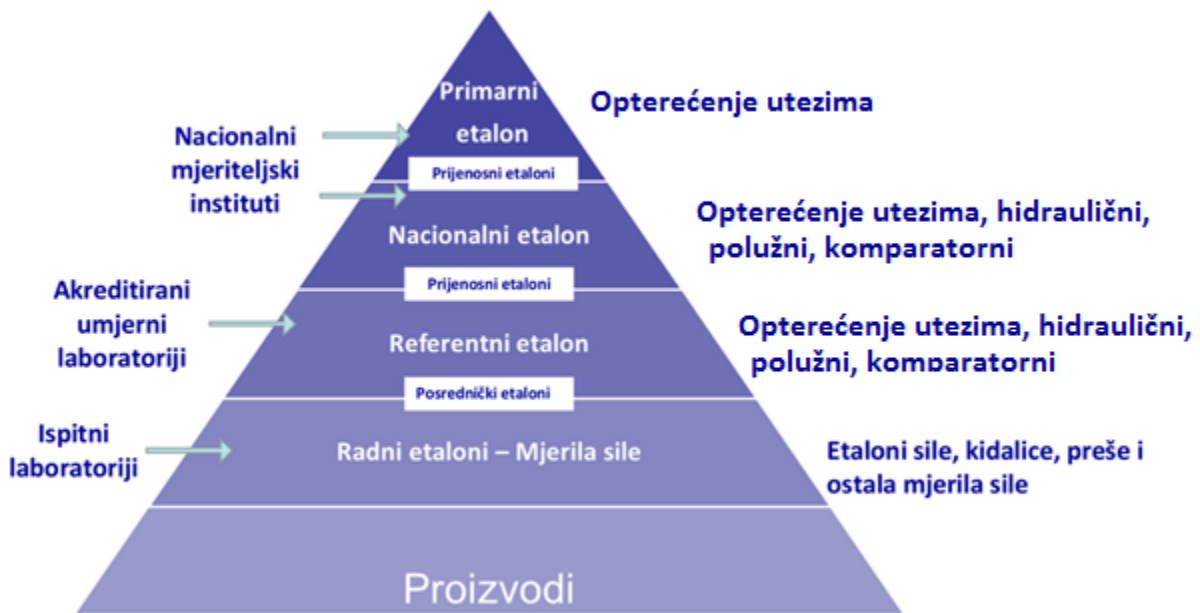 Primarni
etalon
Opterećenje utezima
Nacionalni
mjeriteljski
instituti
Prijenosni etaloni
Nacionalni etalon
Opterećenje utezima, hidraulični,
polužni, komparatorni
Prijenosni etaloni
Akreditirani
umjerni
laboratoriji
Referentni etalon
Opterećenje utezima, hidraulični,
polužni, komparatorni
Posrednički etaloni
Ispitni
laboratoriji
Radni etaloni – Mjerila sile
Etaloni sile, kidalice, preše i
ostala mjerila sile
Proizvodi